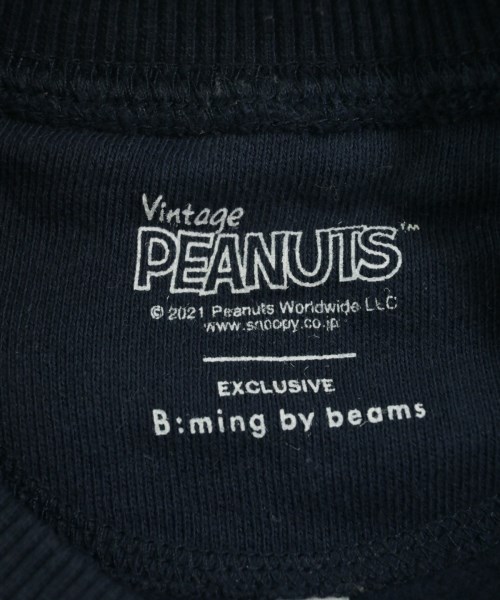 Vintage
PEANUTS™
© 2021 Peanuts Worldwide LLC
www.snoopy.co.jp
EXCLUSIVE
B:ming by beams